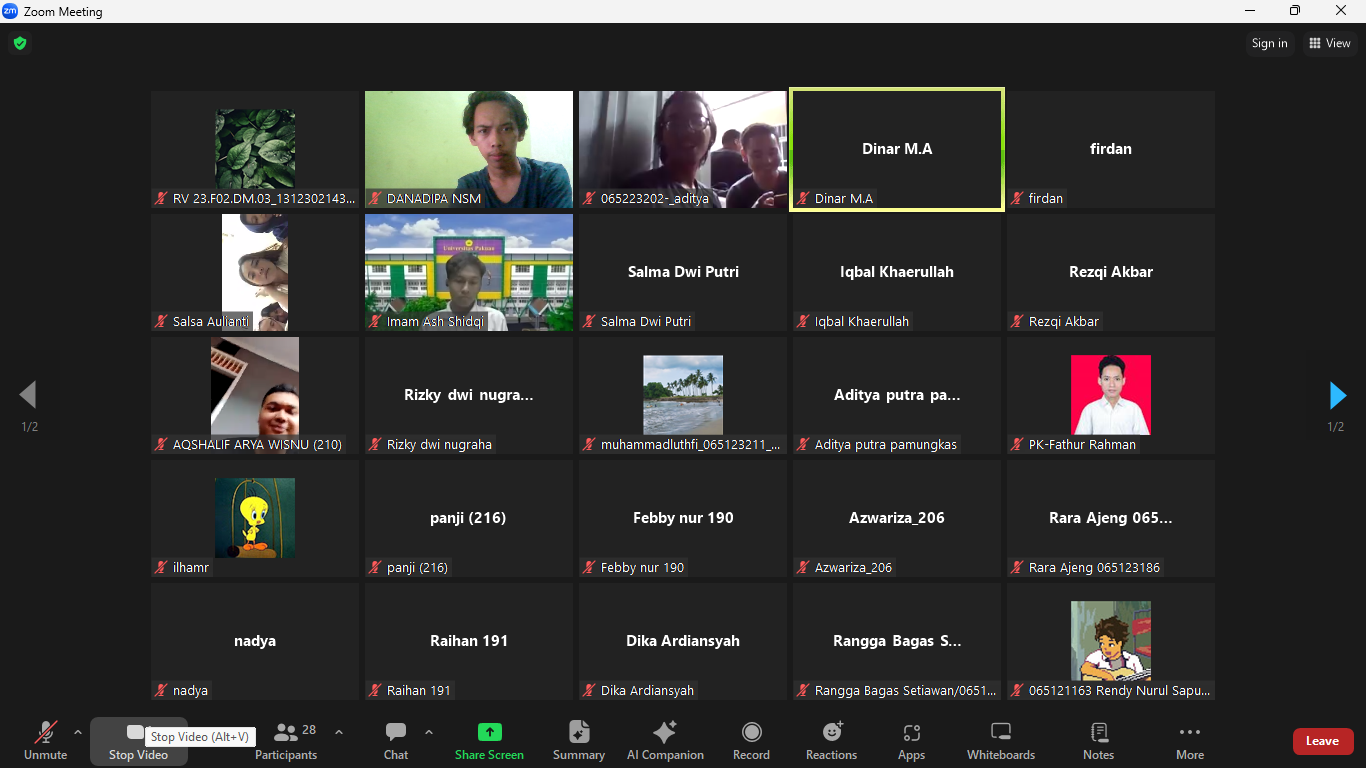 Zoom Meeting
Sign in
View
RV 23.F02.DM.03_1312302143...
DANADIPA NSM
065223202-_aditya
Dinar M.A
Dinar M.A
firdan
firdan
Salsa Aulianti
Universitas Pakuan
Imam Ash Shidqi
Salma Dwi Putri
Salma Dwi Putri
Iqbal Khaerullah
Iqbal Khaerullah
Rezqi Akbar
Rezqi Akbar
AQSHALIF ARYA WISNU (210)
Rizky dwi nugra...
Rizky dwi nugraha
muhammadluthfi_065123211_...
Aditya putra pa...
Aditya putra pamungkas
PK-Fathur Rahman
1/2
1/2
ilhamr
panji (216)
panji (216)
Febby nur 190
Febby nur 190
Azwariza_206
Azwariza_206
Rara Ajeng 065...
Rara Ajeng 065123186
nadya
nadya
Raihan 191
Raihan 191
Dika Ardiansyah
Dika Ardiansyah
Rangga Bagas S...
Rangga Bagas Setiawan/0651...
065121163 Rendy Nurul Sapu...
Unmute
Stop Video
Stop Video (Alt+V)
28
Participants
Chat
Share Screen
Summary
AI Companion
Record
Reactions
Apps
Whiteboards
Notes
More
Leave